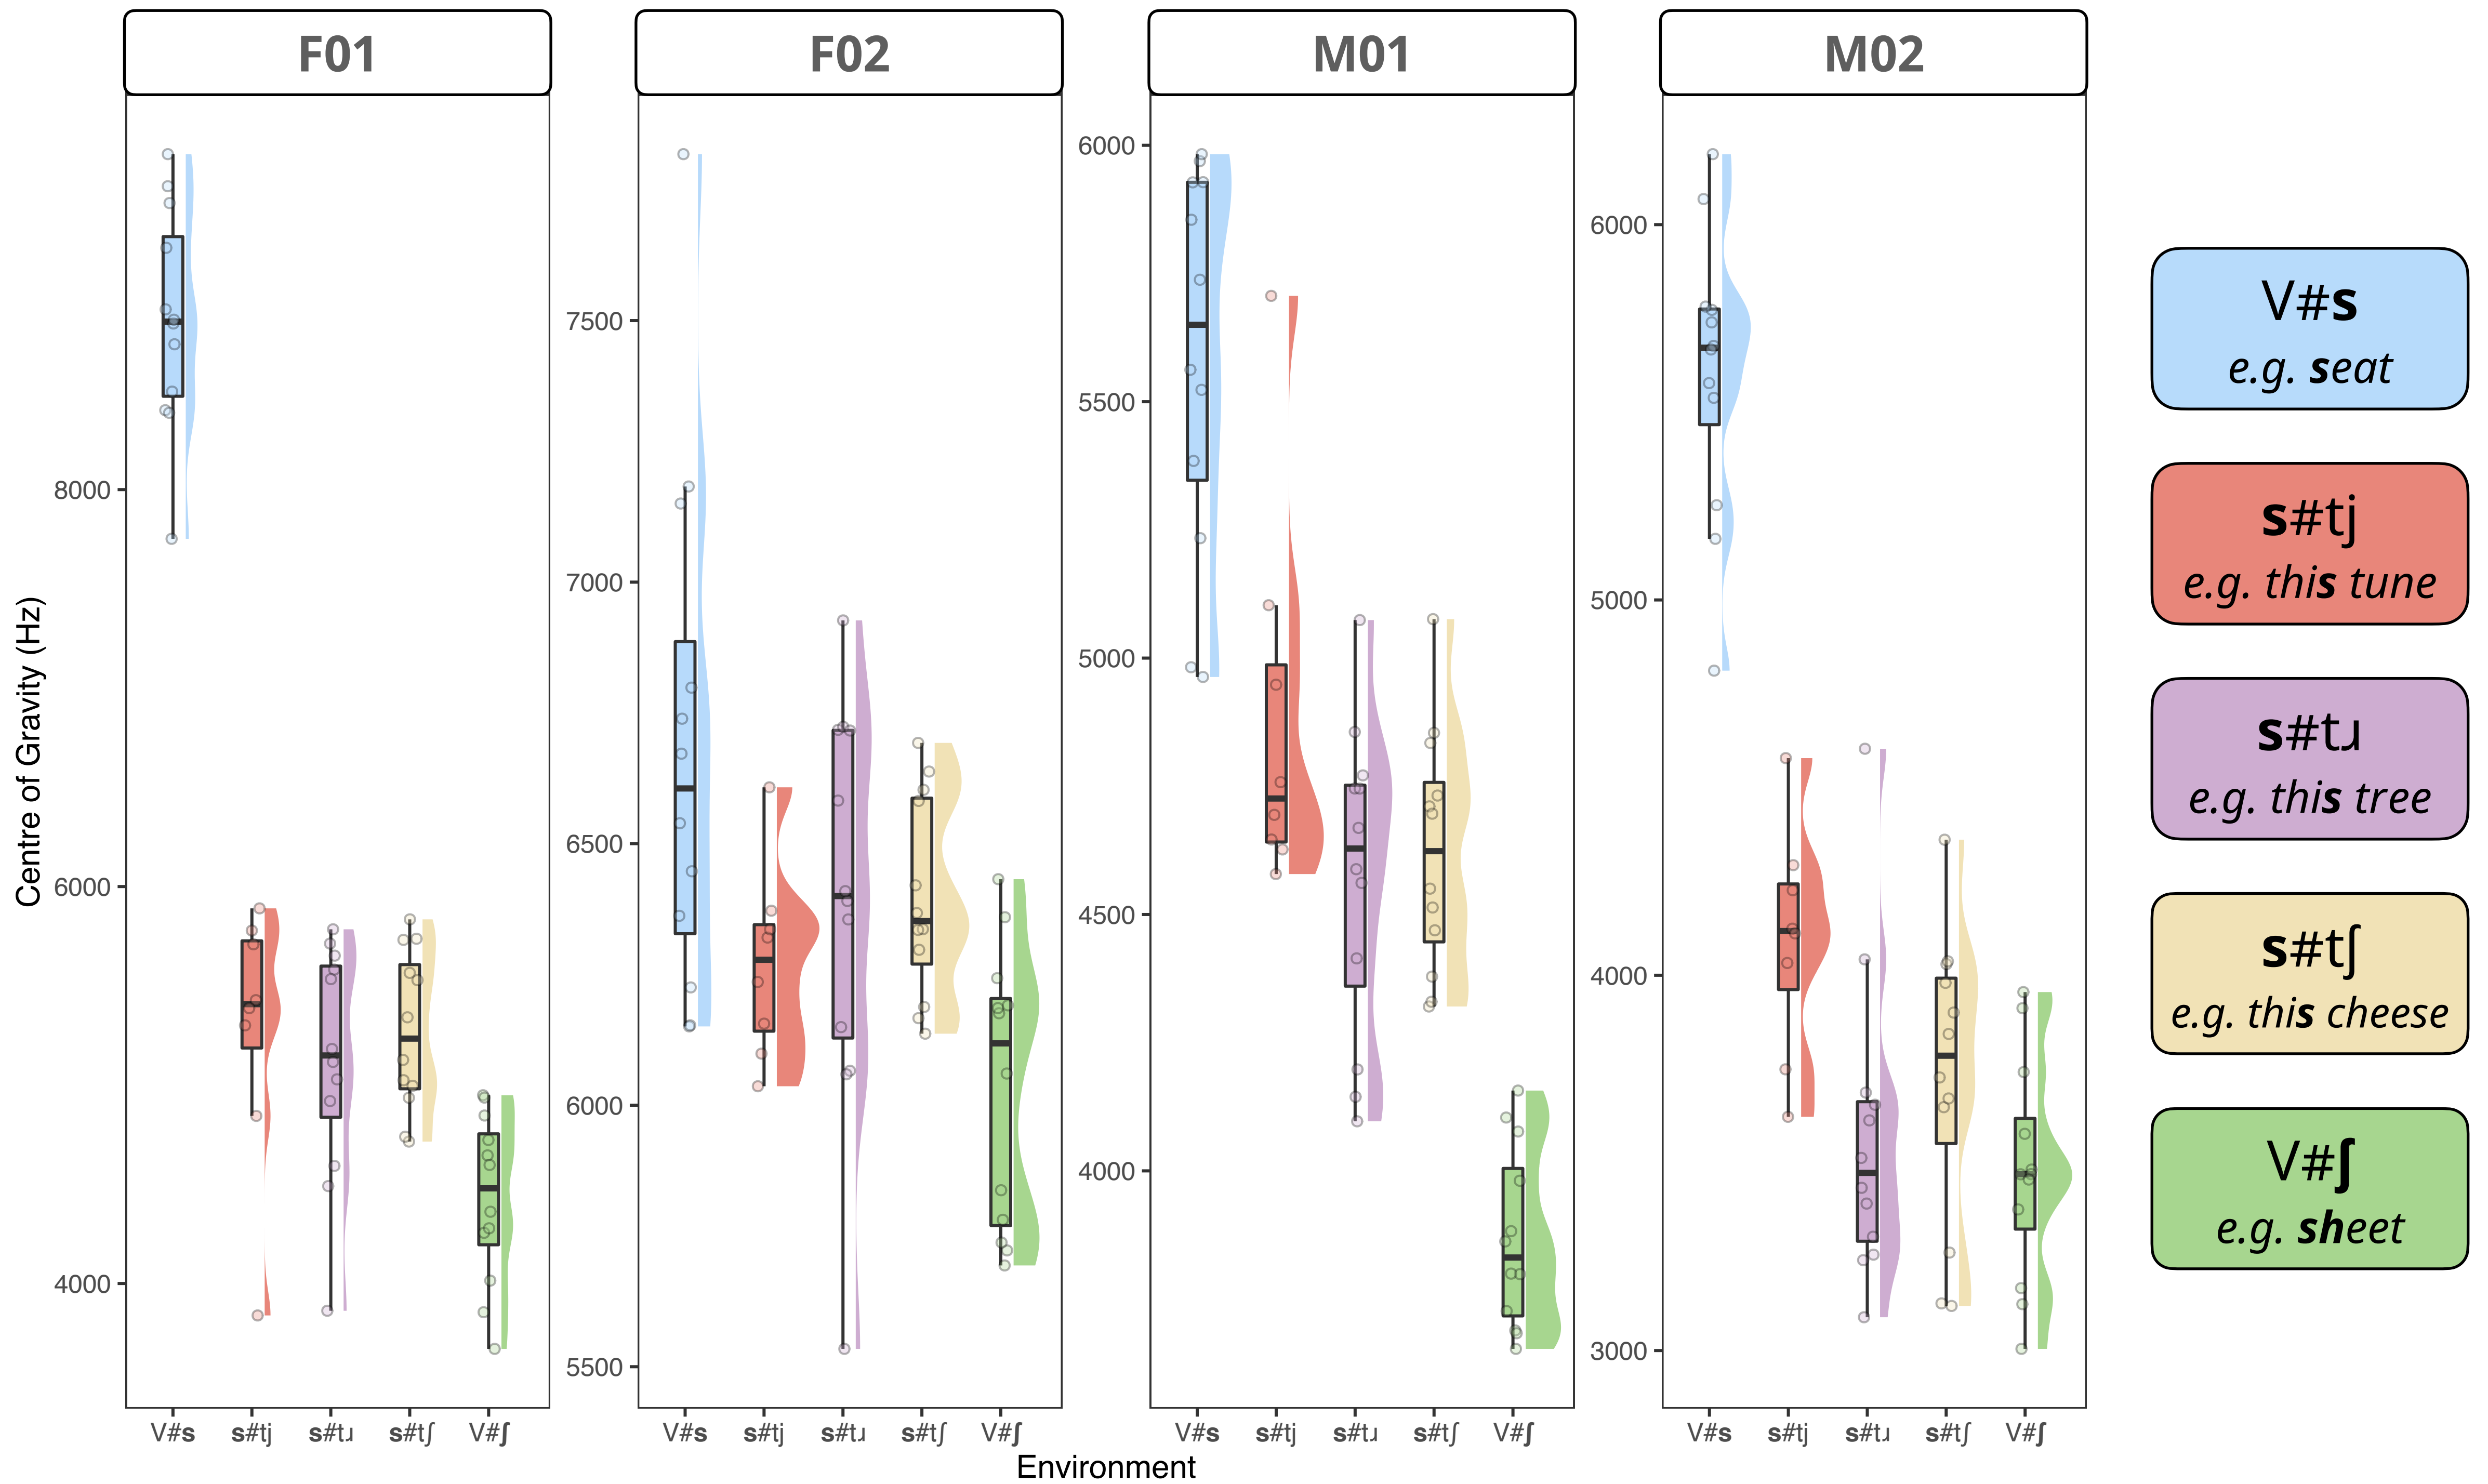 F01
F02
M01
M02
Centre of Gravity (Hz)
8000
6000
4000
7500
7000
6500
6000
5500
6000
5500
5000
4500
4000
6000
5000
4000
3000
V#s s#tj s#tɹ s#tʃ V#ʃ
V#s s#tj s#tɹ s#tʃ V#ʃ
V#s s#tj s#tɹ s#tʃ V#ʃ
V#s s#tj s#tɹ s#tʃ V#ʃ
Environment
V#s
e.g. seat
s#tj
e.g. this tune
s#tɹ
e.g. this tree
s#tʃ
e.g. this cheese
V#ʃ
e.g. sheet